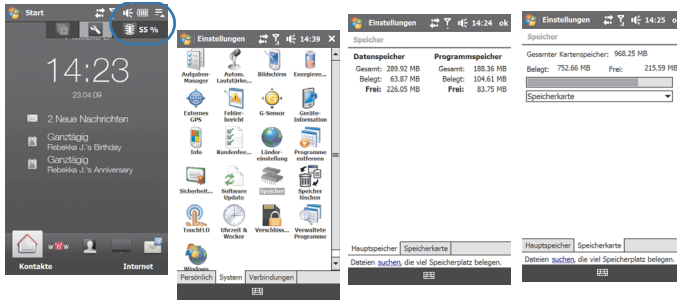 Start
55 %
14:23
23.04.09
2 Neue Nachrichten
Ganztägig
Rebekka J.'s Birthday
Ganztägig
Rebekka J.'s Anniversary
Kontakte Internet
Einstellungen 14:39 X
Aufgaben-Manager Autom. Lautstärke... Bildschirm Energieve...
Externes GPS Fehler-bericht G-Sensor Geräte-Information
Info Kundenfee... Länder-einstellung Programme entfernen
Sicherheit... Software Update Speicher Speicher löschen
TouchFLO Uhrzeit & Wecker Verschlüss... Verwaltete Programme
Windows
Persönlich System Verbindungen
Einstellungen 14:24 ok
Speicher
Datenspeicher Programmspeicher
Gesamt: 289.92 MB Gesamt: 188.36 MB
Belegt: 63.87 MB Belegt: 104.61 MB
Frei: 226.05 MB Frei: 83.75 MB
Hauptspeicher Speicherkarte
Dateien suchen, die viel Speicherplatz belegen.
Einstellungen 14:25 o
Speicher
Gesamter Kartenspeicher: 968.25 MB
Belegt: 752.66 MB Frei: 215.59 MB
Speicherkarte
Hauptspeicher Speicherkarte
Dateien suchen, die viel Speicherplatz belegen.